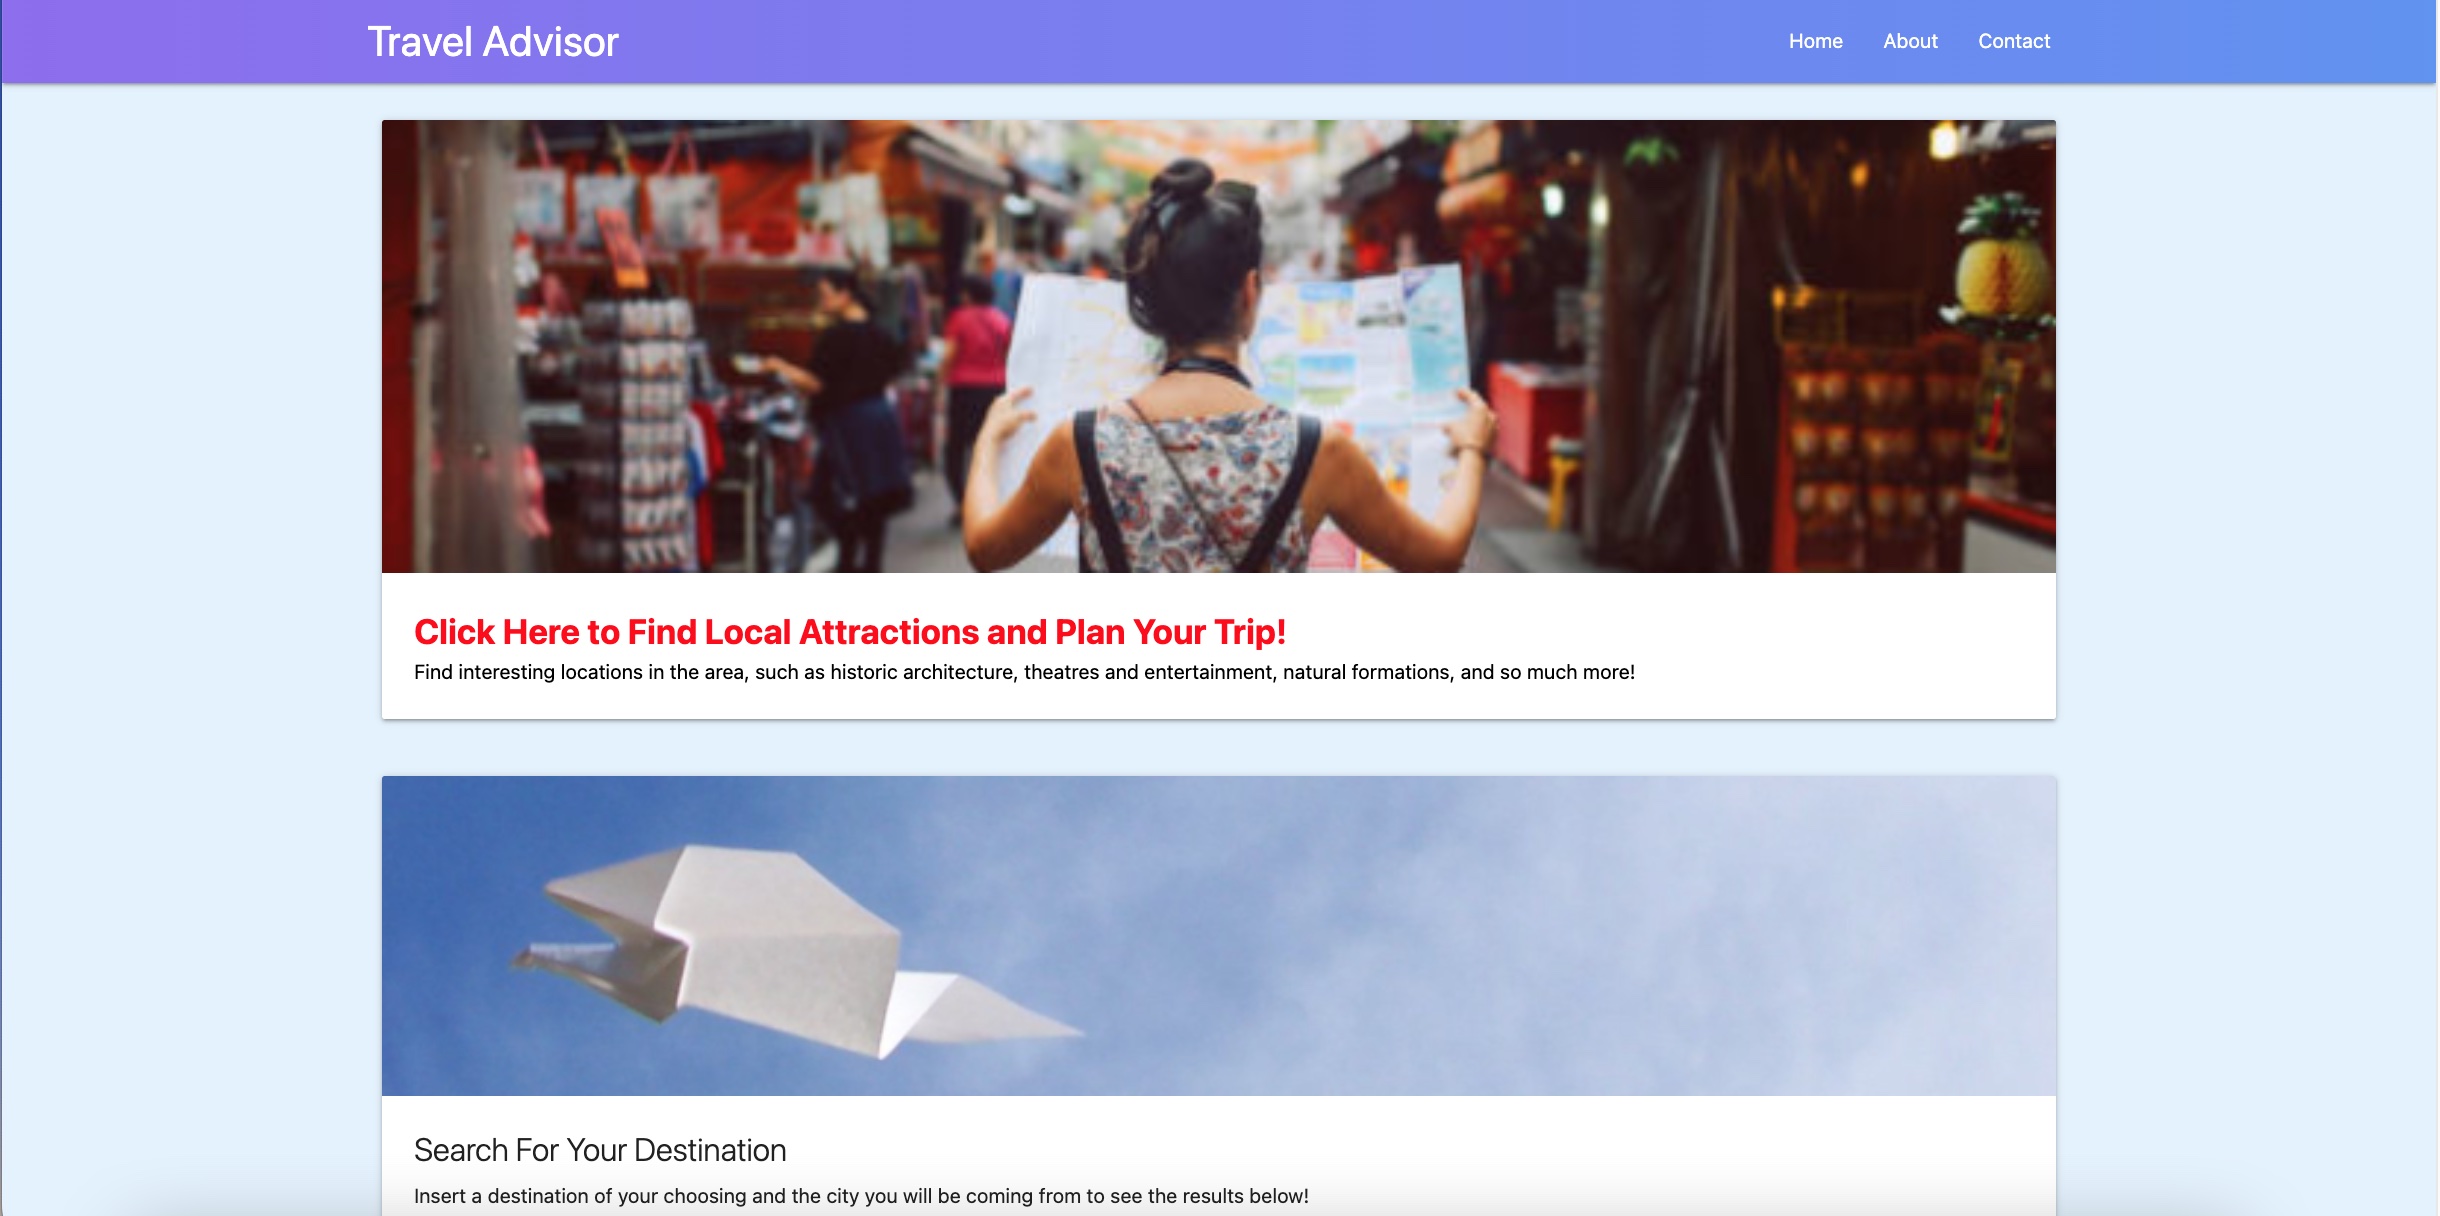 Travel Advisor
Home About Contact
Click Here to Find Local Attractions and Plan Your Trip!
Find interesting locations in the area, such as historic architecture, theatres and entertainment, natural formations, and so much more!
Search For Your Destination
Insert a destination of your choosing and the city you will be coming from to see the results below!